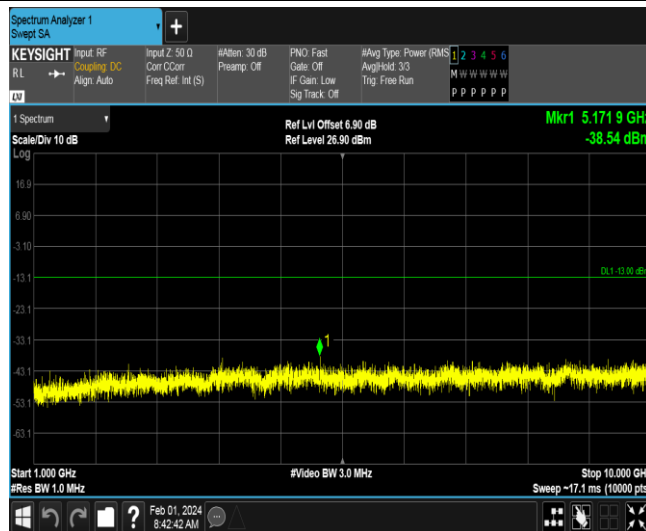 Spectrum Analyzer 1
Swept SA
KEYSIGHT
RL
LXI
Input: RF
Coupling: DC
Align: Auto
Input Z: 50 Ω
Corr CCorr
Freq Ref: Int (S)
#Atten: 30 dB
Preamp: Off
PNO: Fast
Gate: Off
IF Gain: Low
Sig Track: Off
#Avg Type: Power (RMS
Avg|Hold: 3/3
Trig: Free Run
1 2 3 4 5 6
M W W W W W
P P P P P P
1 Spectrum
Scale/Div 10 dB
Log
Ref Lvl Offset 6.90 dB
Ref Level 26.90 dBm
Mkr1 5.171 9 GHz
-38.54 dBm
16.9
6.90
-3.10
-13.1
-23.1
-33.1
-43.1
-53.1
-63.1
DL1 -13.00 dBm
1
Start 1.000 GHz
#Res BW 1.0 MHz
#Video BW 3.0 MHz
Stop 10.000 GH
Sweep ~17.1 ms (10000 pts
?
Feb 01, 2024
8:42:42 AM